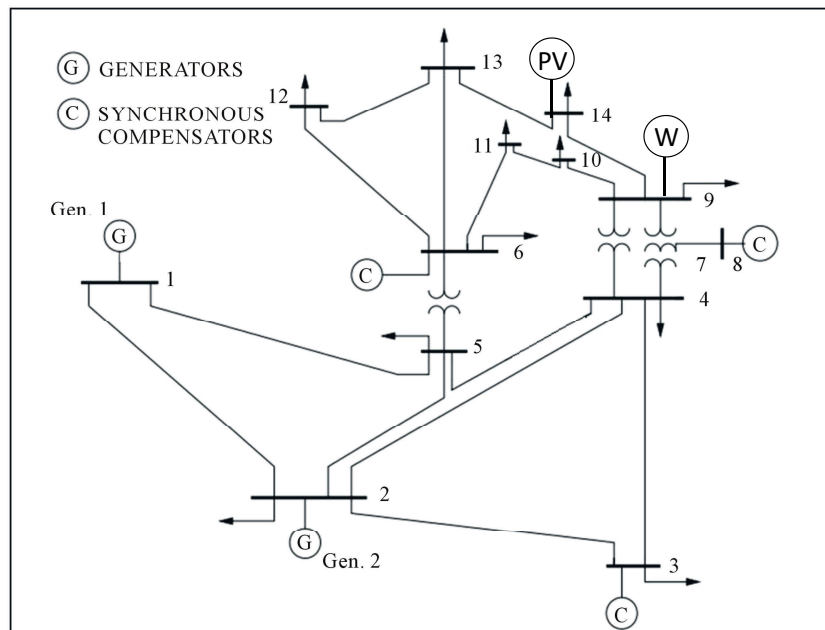 G GENERATORS
C SYNCHRONOUS
COMPENSATORS
13
PV
12
14
11
10
W
Gen. 1
9
G
6
C
7
8
C
1
4
5
2
G
Gen. 2
3
C